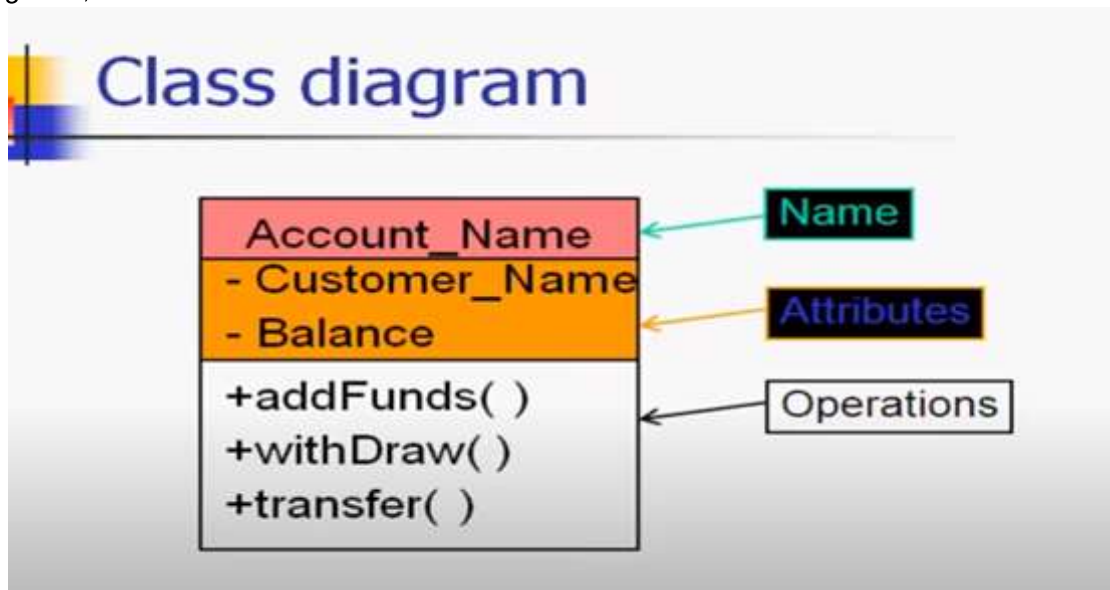 Class diagram
Account_Name
Name
- Customer_Name
- Balance
Attributes
+addFunds( )
+withDraw( )
+transfer( )
Operations